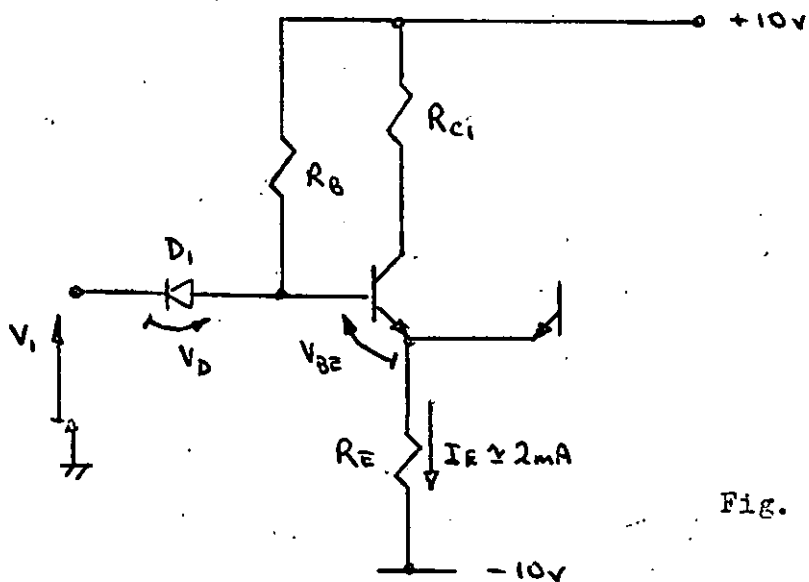 +10v
RC1
RB
D1
V1
VD
VBE
RE
IE ≃ 2mA
Fig.
-10v